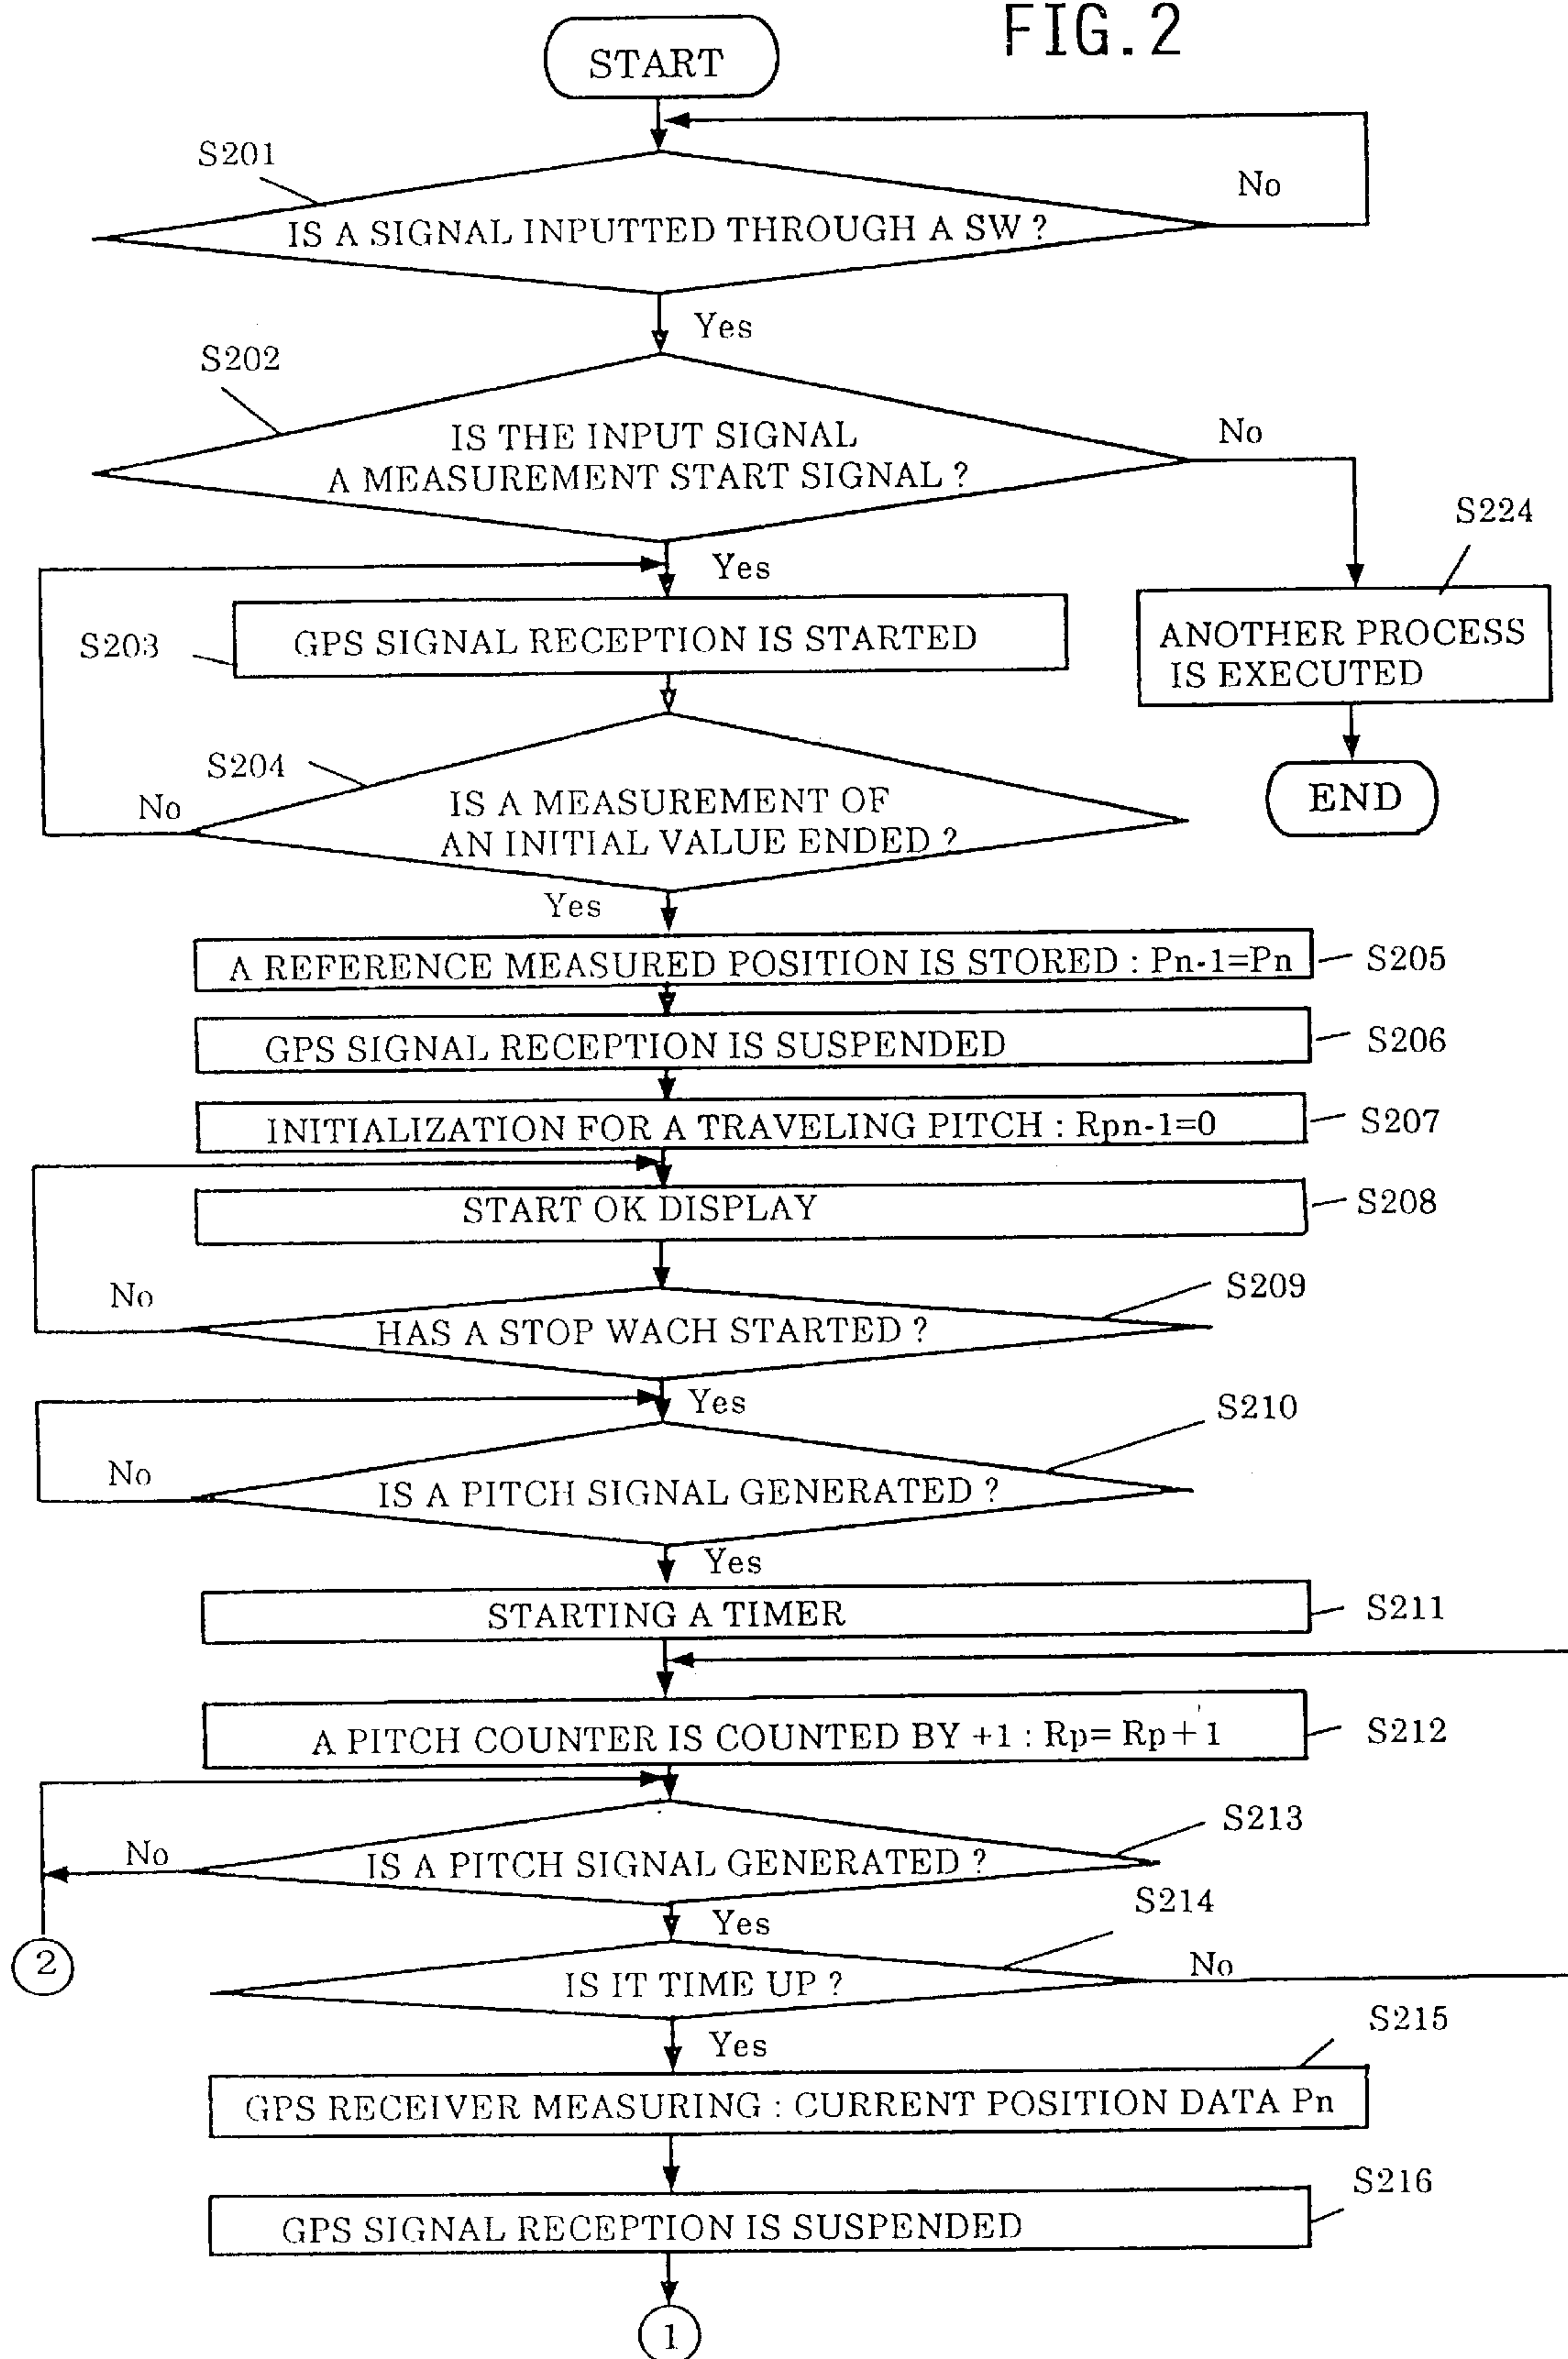 FIG. 2
START
S201
No
IS A SIGNAL INPUTTED THROUGH A SW ?
Yes
S202
IS THE INPUT SIGNAL
A MEASUREMENT START SIGNAL ?
No
S224
Yes
S203
GPS SIGNAL RECEPTION IS STARTED
ANOTHER PROCESS
IS EXECUTED
S204
No
IS A MEASUREMENT OF
AN INITIAL VALUE ENDED ?
END
Yes
A REFERENCE MEASURED POSITION IS STORED : Pn-1=Pn
S205
GPS SIGNAL RECEPTION IS SUSPENDED
S206
INITIALIZATION FOR A TRAVELING PITCH : Rpn-1=0
S207
START OK DISPLAY
S208
No
S209
HAS A STOP WACH STARTED ?
Yes
S210
No
IS A PITCH SIGNAL GENERATED ?
Yes
STARTING A TIMER
S211
A PITCH COUNTER IS COUNTED BY +1 : Rp= Rp+1
S212
S213
No
IS A PITCH SIGNAL GENERATED ?
S214
Yes
2
IS IT TIME UP ?
No
S215
Yes
GPS RECEIVER MEASURING : CURRENT POSITION DATA Pn
S216
GPS SIGNAL RECEPTION IS SUSPENDED
1